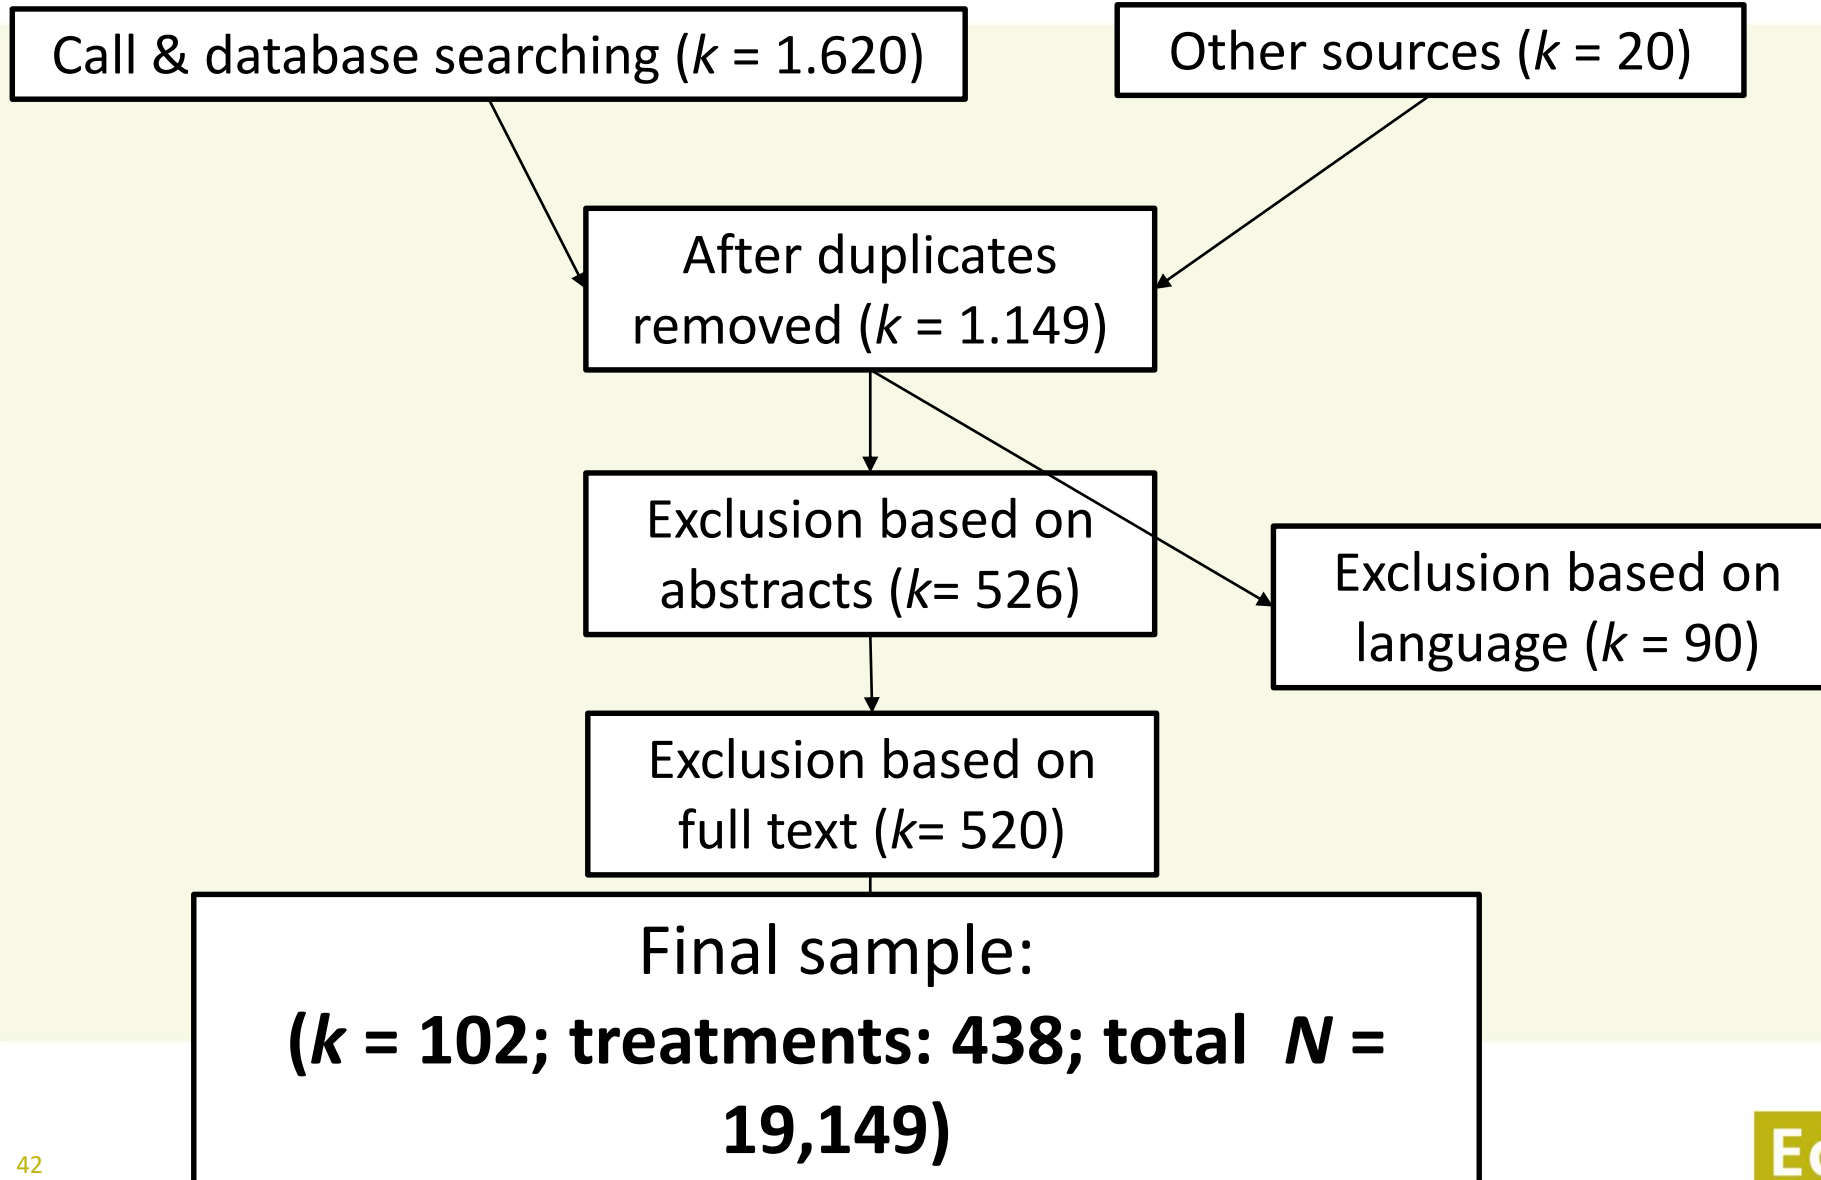 Call & database searching (k = 1.620)
Other sources (k = 20)
After duplicates
removed (k = 1.149)
Exclusion based on
abstracts (k= 526)
Exclusion based on
language (k = 90)
Exclusion based on
full text (k= 520)
Final sample:
(k = 102; treatments: 438; total N =
19,149)
42